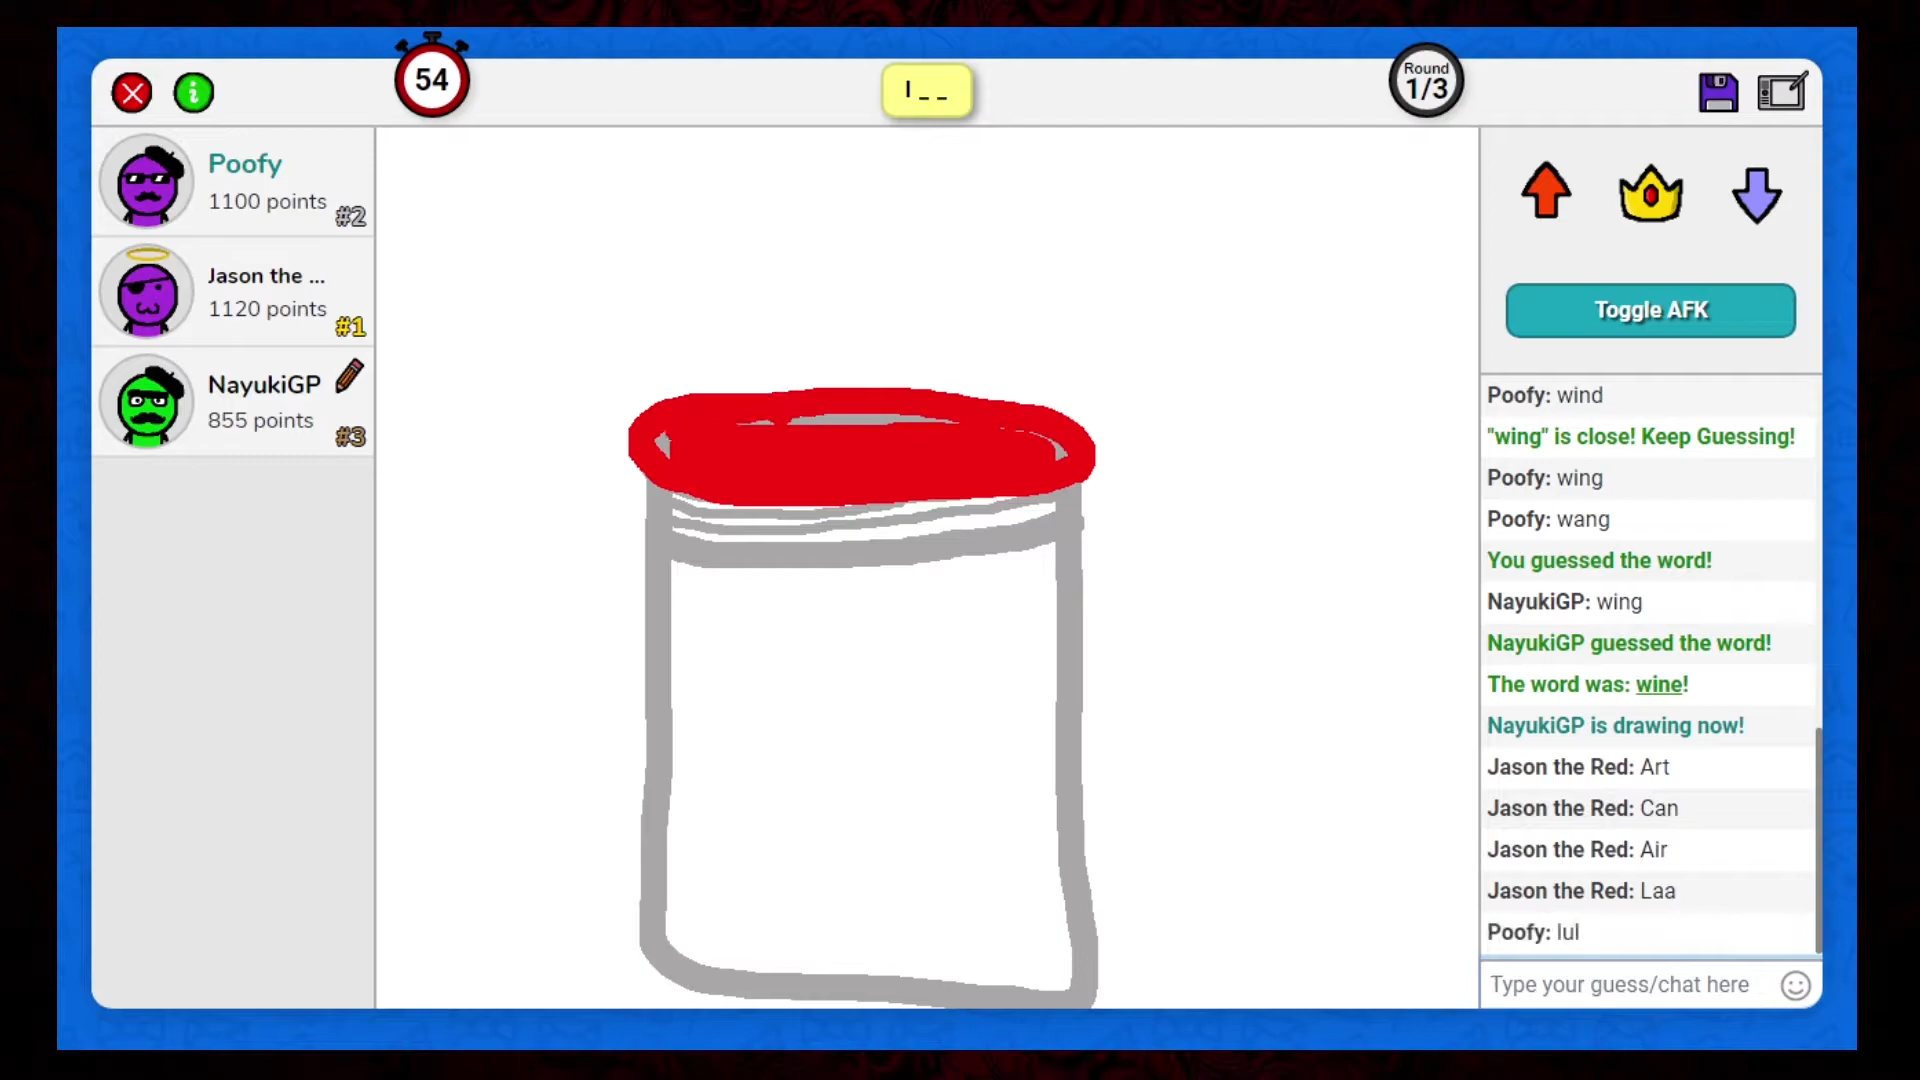 54
l _ _
Round
1/3
Poofy
1100 points
#2
Jason the ...
1120 points
#1
NayukiGP
855 points
#3
Toggle AFK
Poofy: wind
"wing" is close! Keep Guessing!
Poofy: wing
Poofy: wang
You guessed the word!
NayukiGP: wing
NayukiGP guessed the word!
The word was: wine!
NayukiGP is drawing now!
Jason the Red: Art
Jason the Red: Can
Jason the Red: Air
Jason the Red: Laa
Poofy: lul
Type your guess/chat here